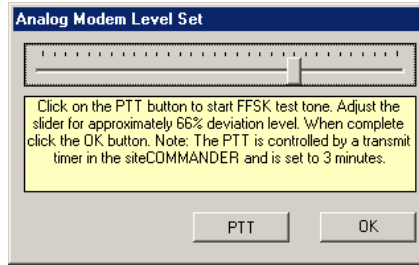 Analog Modem Level Set
Click on the PTT button to start FFSK test tone. Adjust the
slider for approximately 66% deviation level. When complete
click the OK button. Note: The PTT is controlled by a transmit
timer in the siteCOMMANDER and is set to 3 minutes.
PTT
OK